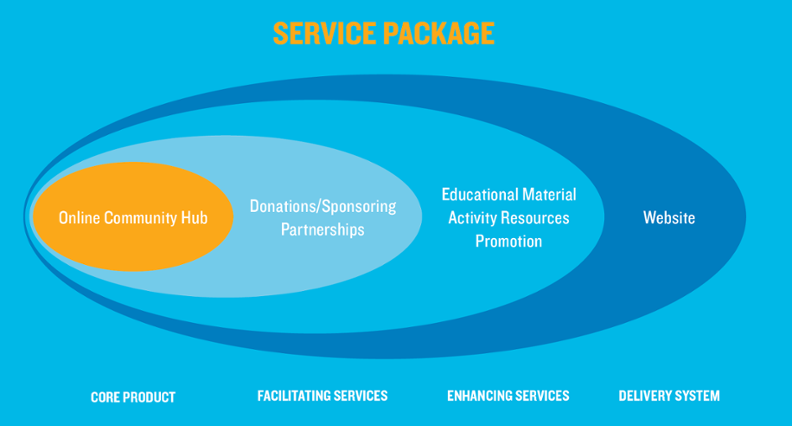 SERVICE PACKAGE
Online Community Hub
Donations/Sponsoring
Partnerships
Educational Material
Activity Resources
Promotion
Website
CORE PRODUCT
FACILITATING SERVICES
ENHANCING SERVICES
DELIVERY SYSTEM